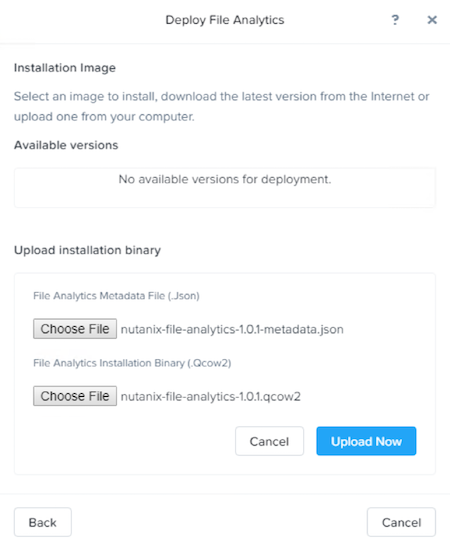 Deploy File Analytics
?
×
Installation Image
Select an image to install, download the latest version from the Internet or
upload one from your computer.
Available versions
No available versions for deployment.
Upload installation binary
File Analytics Metadata File (.Json)
Choose File nutanix-file-analytics-1.0.1-metadata.json
File Analytics Installation Binary (.Qcow2)
Choose File nutanix-file-analytics-1.0.1.qcow2
Cancel Upload Now
Back Cancel